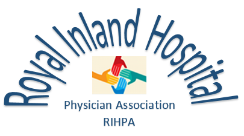 Royal Inland Hospital
Physician Association
RIHPA